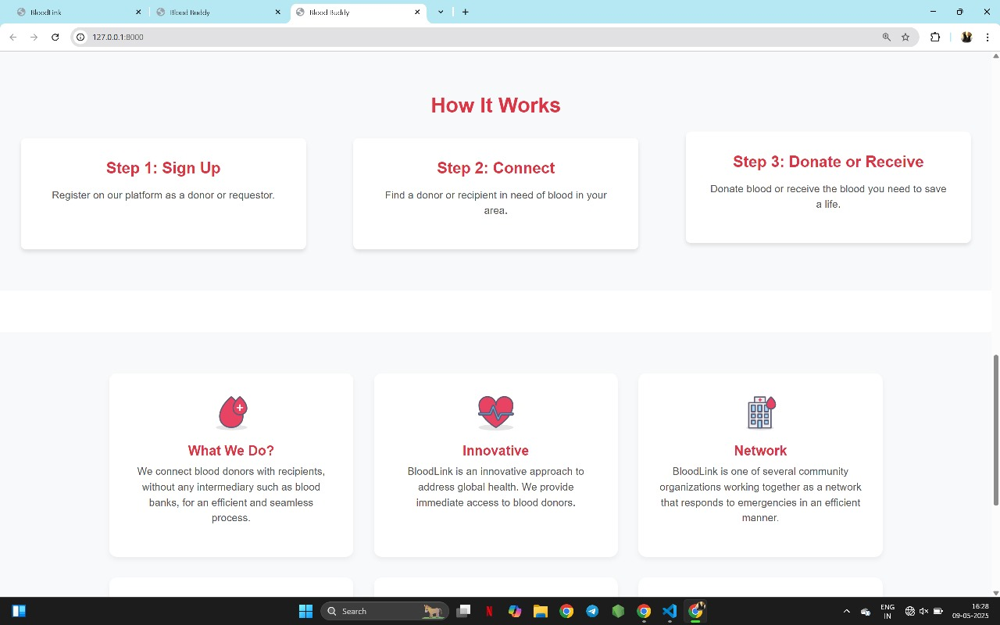 BloodLink
Blood Buddy
Blood Buddy
127.0.0.1:8000
How It Works
Step 1: Sign Up
Register on our platform as a donor or requestor.
Step 2: Connect
Find a donor or recipient in need of blood in your
area.
Step 3: Donate or Receive
Donate blood or receive the blood you need to save
a life.
What We Do?
We connect blood donors with recipients,
without any intermediary such as blood
banks, for an efficient and seamless
process.
Innovative
BloodLink is an innovative approach to
address global health. We provide
immediate access to blood donors.
Network
BloodLink is one of several community
organizations working together as a network
that responds to emergencies in an efficient
manner.
Search
ENG
IN
16:28
09-05-2025